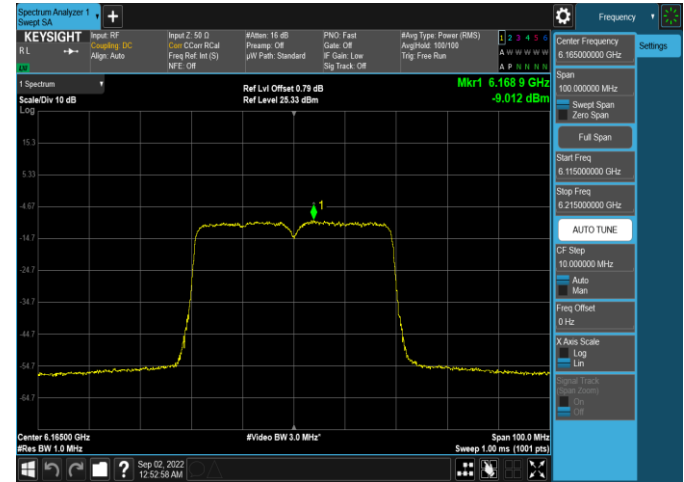 Spectrum Analyzer 1
Swept SA
Frequency
KEYSIGHT
R L
Input: RF
Coupling: DC
Align: Auto
Input Z: 50 Ω
Corr CCorr RCal
Freq Ref: Int (S)
NFE: Off
#Atten: 16 dB
Preamp: Off
µW Path: Standard
PNO: Fast
Gate: Off
IF Gain: Low
Sig Track: Off
#Avg Type: Power (RMS)
Avg|Hold: 100/100
Trig: Free Run
1 2 3 4 5 6
A W W W W W
A P N N N N
1 Spectrum
Scale/Div 10 dB
Log
Ref Lvl Offset 0.79 dB
Ref Level 25.33 dBm
Mkr1 6.168 9 GHz
-9.012 dBm
15.3
5.33
-4.67
-14.7
-24.7
-34.7
-44.7
-54.7
-64.7
1
Center 6.16500 GHz
#Res BW 1.0 MHz
#Video BW 3.0 MHz*
Span 100.0 MHz
Sweep 1.00 ms (1001 pts)
Sep 02, 2022
12:52:58 AM
Center Frequency
6.165000000 GHz
Settings
Span
100.000000 MHz
Swept Span
Zero Span
Full Span
Start Freq
6.115000000 GHz
Stop Freq
6.215000000 GHz
AUTO TUNE
CF Step
10.000000 MHz
Auto
Man
Freq Offset
0 Hz
X Axis Scale
Log
Lin
Signal Track
(Span Zoom)
On
Off